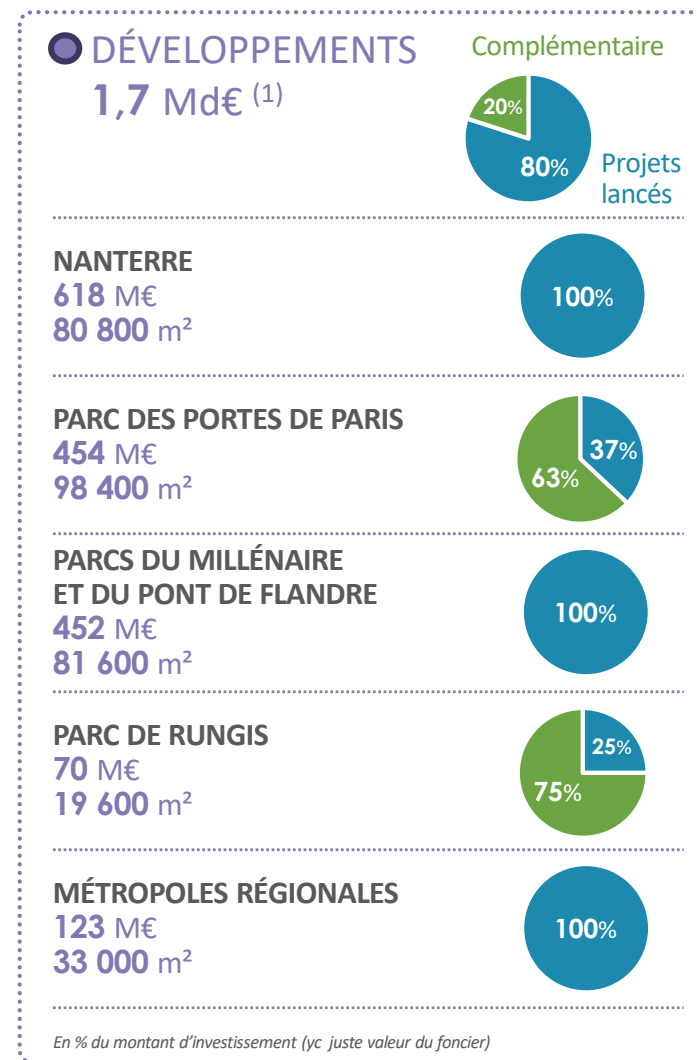 DÉVELOPPEMENTS
1,7 Md€ (1)
Complémentaire
20%
80%
Projets
lancés
NANTERRE
618 M€
80 800 m²
100%
PARC DES PORTES DE PARIS
454 M€
98 400 m²
37%
63%
PARCS DU MILLÉNAIRE
ET DU PONT DE FLANDRE
452 M€
81 600 m²
100%
PARC DE RUNGIS
70 M€
19 600 m²
25%
75%
MÉTROPOLES RÉGIONALES
123 M€
33 000 m²
100%
En % du montant d'investissement (yc juste valeur du foncier)